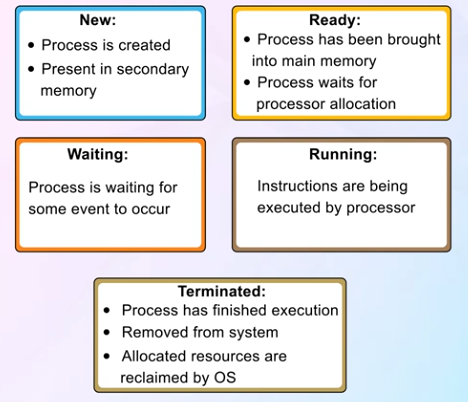 New:
• Process is created
• Present in secondary
memory
Ready:
• Process has been brought
into main memory
• Process waits for
processor allocation
Waiting:
Process is waiting for
some event to occur
Running:
Instructions are being
executed by processor
Terminated:
• Process has finished execution
• Removed from system
• Allocated resources are
reclaimed by OS